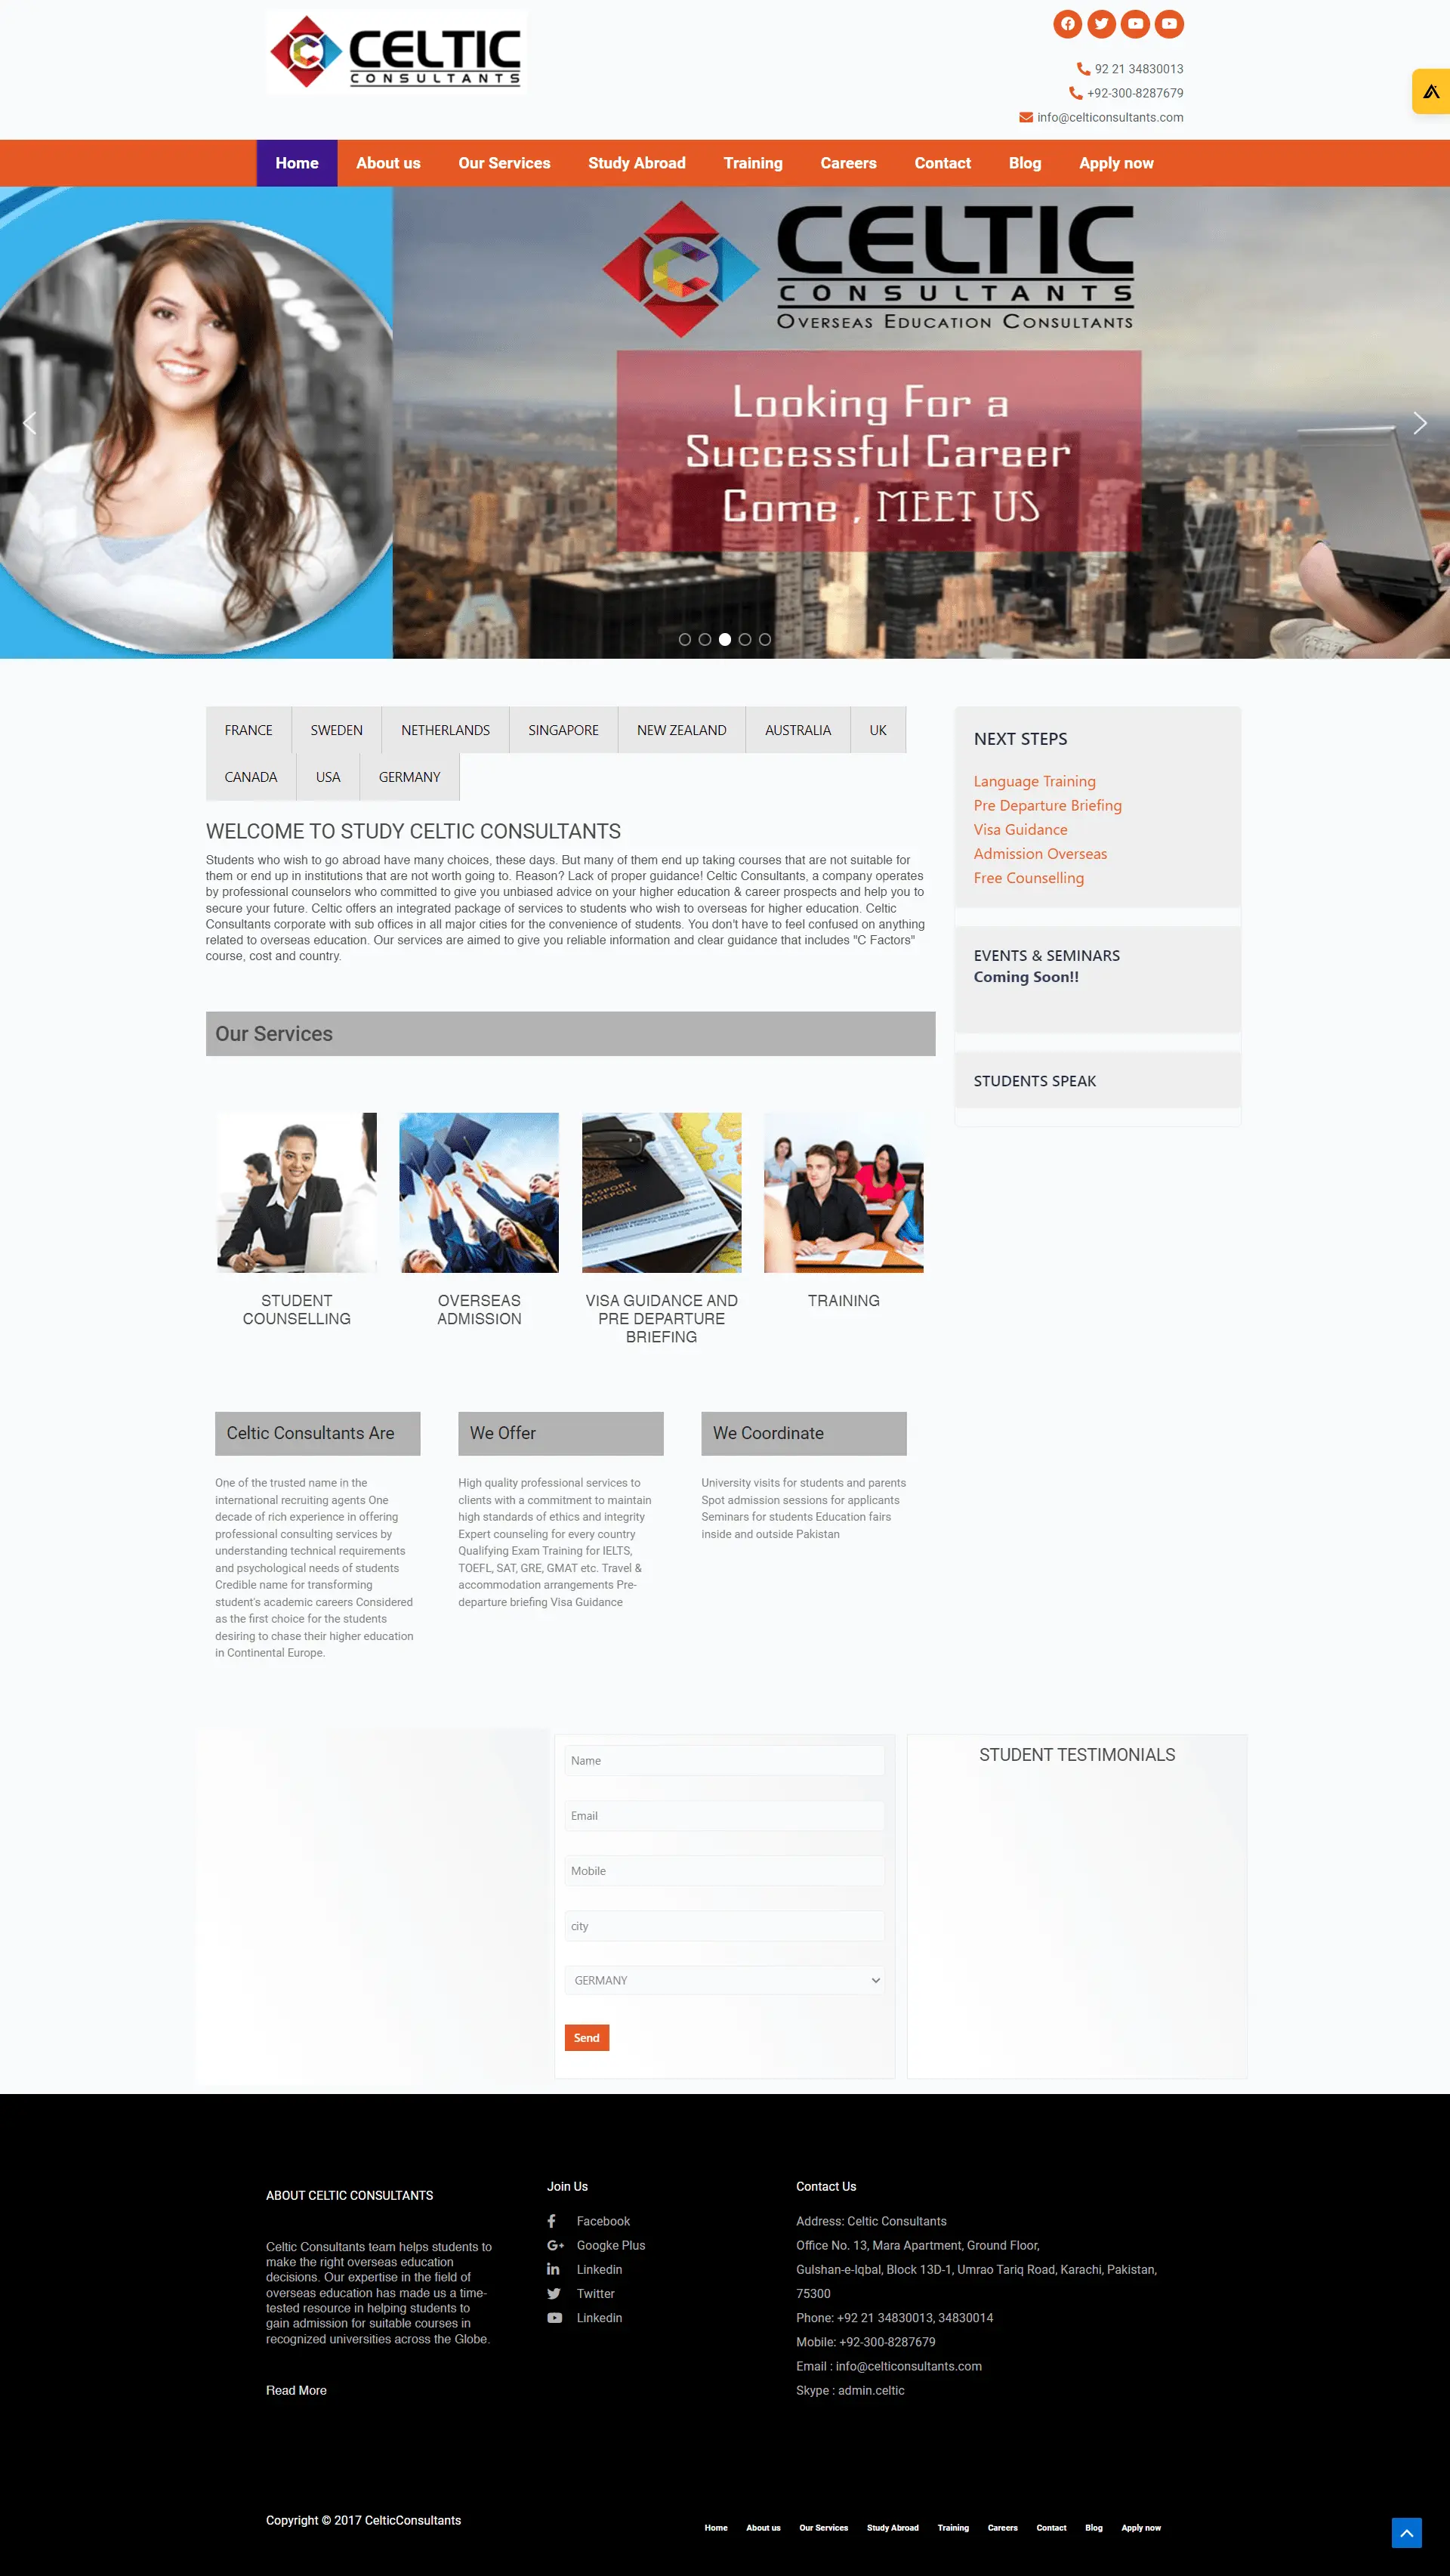 CELTIC
CONSULTANTS
92 21 34830013
+92-300-8287679
info@celticonsultants.com
Home About us Our Services Study Abroad Training Careers Contact Blog Apply now
CELTIC
CONSULTANTS
OVERSEAS EDUCATION CONSULTANTS
Looking For a
Successful Career
Come , MEET US
FRANCE SWEDEN NETHERLANDS SINGAPORE NEW ZEALAND AUSTRALIA UK
CANADA USA GERMANY
WELCOME TO STUDY CELTIC CONSULTANTS
Students who wish to go abroad have many choices, these days. But many of them end up taking courses that are not suitable for
them or end up in institutions that are not worth going to. Reason? Lack of proper guidance! Celtic Consultants, a company operates
by professional counselors who committed to give you unbiased advice on your higher education & career prospects and help you to
secure your future. Celtic offers an integrated package of services to students who wish to overseas for higher education. Celtic
Consultants corporate with sub offices in all major cities for the convenience of students. You don't have to feel confused on anything
related to overseas education. Our services are aimed to give you reliable information and clear guidance that includes "C Factors"
course, cost and country.
NEXT STEPS
Language Training
Pre Departure Briefing
Visa Guidance
Admission Overseas
Free Counselling
EVENTS & SEMINARS
Coming Soon!!
STUDENTS SPEAK
Our Services
PASSPORT
PASSEPORT
STUDENT
COUNSELLING
OVERSEAS
ADMISSION
VISA GUIDANCE AND
PRE DEPARTURE
BRIEFING
TRAINING
Celtic Consultants Are
One of the trusted name in the
international recruiting agents One
decade of rich experience in offering
professional consulting services by
understanding technical requirements
and psychological needs of students
Credible name for transforming
student's academic careers Considered
as the first choice for the students
desiring to chase their higher education
in Continental Europe.
We Offer
High quality professional services to
clients with a commitment to maintain
high standards of ethics and integrity
Expert counseling for every country
Qualifying Exam Training for IELTS,
TOEFL, SAT, GRE, GMAT etc. Travel &
accommodation arrangements Pre-
departure briefing Visa Guidance
We Coordinate
University visits for students and parents
Spot admission sessions for applicants
Seminars for students Education fairs
inside and outside Pakistan
Name
Email
Mobile
city
GERMANY
Send
STUDENT TESTIMONIALS
ABOUT CELTIC CONSULTANTS
Celtic Consultants team helps students to
make the right overseas education
decisions. Our expertise in the field of
overseas education has made us a time-
tested resource in helping students to
gain admission for suitable courses in
recognized universities across the Globe.
Read More
Join Us
Facebook
Googke Plus
Linkedin
Twitter
Linkedin
Contact Us
Address: Celtic Consultants
Office No. 13, Mara Apartment, Ground Floor,
Gulshan-e-Iqbal, Block 13D-1, Umrao Tariq Road, Karachi, Pakistan,
75300
Phone: +92 21 34830013, 34830014
Mobile: +92-300-8287679
Email : info@celticonsultants.com
Skype : admin.celtic
Copyright © 2017 CelticConsultants
Home About us Our Services Study Abroad Training Careers Contact Blog Apply now